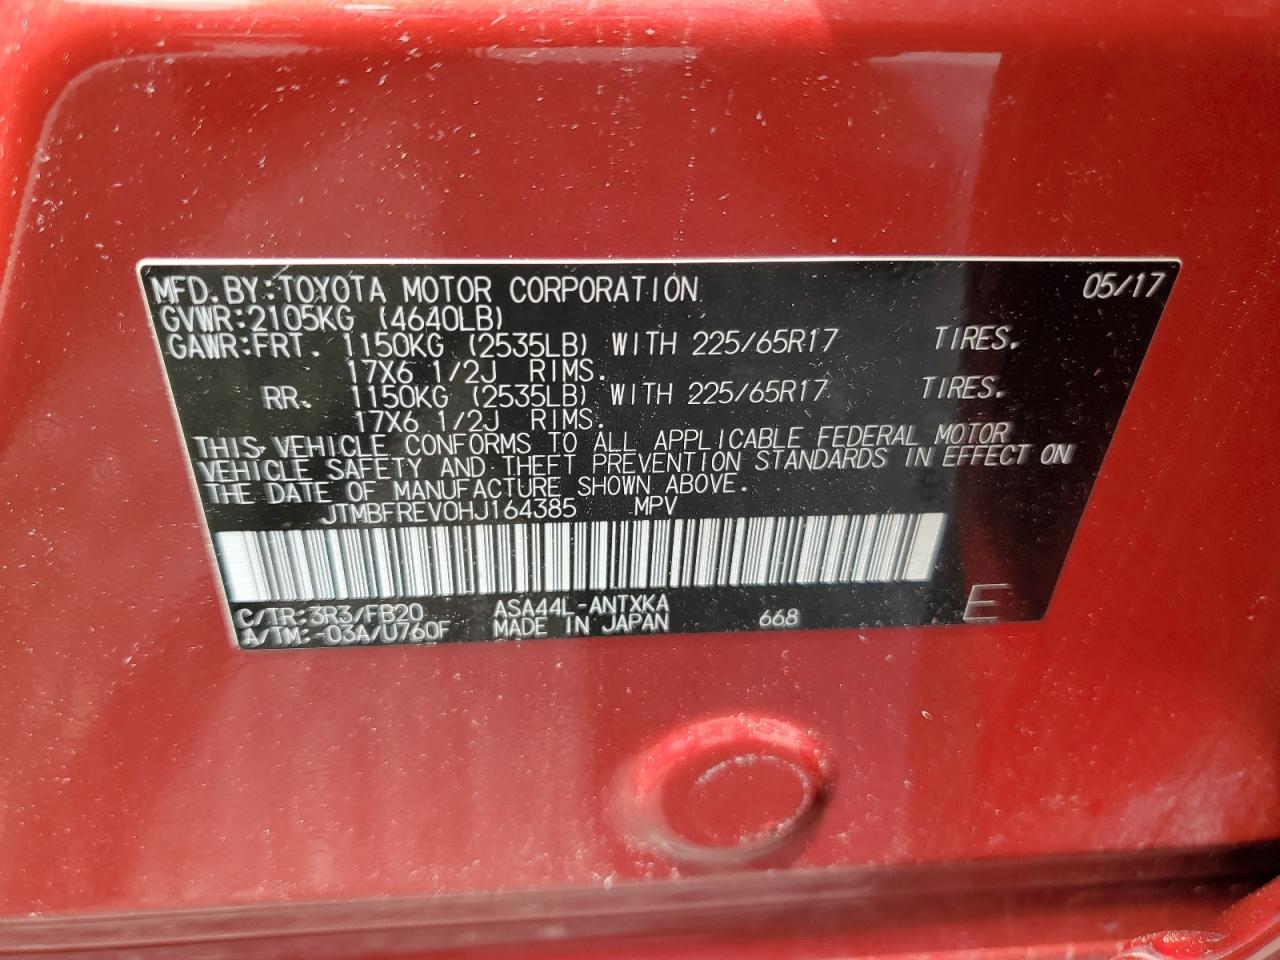 MFD.BY:TOYOTA MOTOR CORPORATION 05/17
GVWR:2105KG (4640LB)
GAWR:FRT. 1150KG (2535LB) WITH 225/65R17 TIRES.
17X6 1/2J RIMS.
RR. 1150KG (2535LB) WITH 225/65R17 TIRES.
17X6 1/2J RIMS.
THIS VEHICLE CONFORMS TO ALL APPLICABLE FEDERAL MOTOR
VEHICLE SAFETY AND THEFT PREVENTION STANDARDS IN EFFECT ON
THE DATE OF MANUFACTURE SHOWN ABOVE.
JTMBFREV0HJ164385 MPV
C/TR:3R3/FB20 ASA44L-ANTXKA 668 E
A/TM:-03A/U760F MADE IN JAPAN